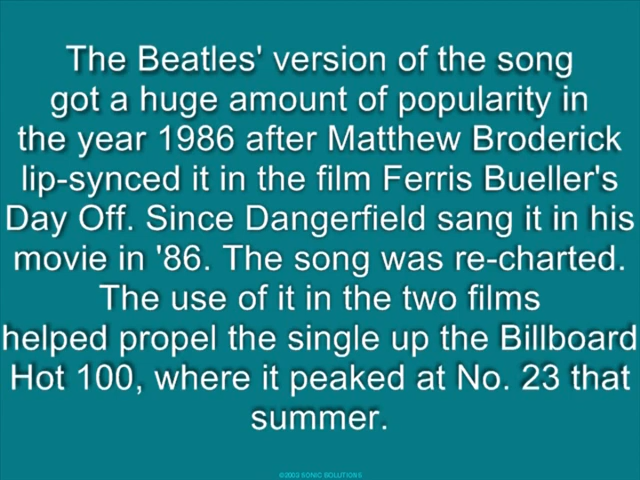 The Beatles' version of the song
got a huge amount of popularity in
the year 1986 after Matthew Broderick
lip-synced it in the film Ferris Bueller's
Day Off. Since Dangerfield sang it in his
movie in '86. The song was re-charted.
The use of it in the two films
helped propel the single up the Billboard
Hot 100, where it peaked at No. 23 that
summer.
©2003 SONIC SOLUTIONS